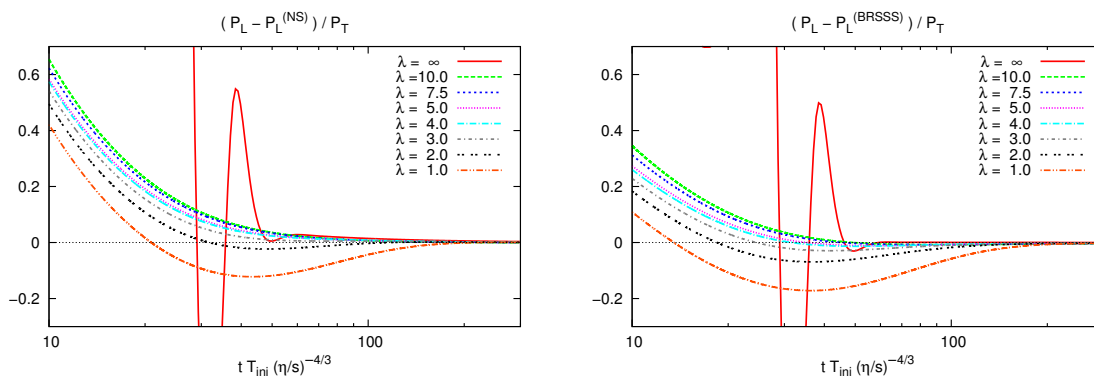 ( P_L – P_L^(NS) ) / P_T
0.6
0.4
0.2
0
−0.2
10
100
t T_ini (η/s)^−4/3
λ = ∞
λ =10.0
λ = 7.5
λ = 5.0
λ = 4.0
λ = 3.0
λ = 2.0
λ = 1.0
( P_L – P_L^(BRSSS) ) / P_T
0.6
0.4
0.2
0
−0.2
10
100
t T_ini (η/s)^−4/3
λ = ∞
λ =10.0
λ = 7.5
λ = 5.0
λ = 4.0
λ = 3.0
λ = 2.0
λ = 1.0